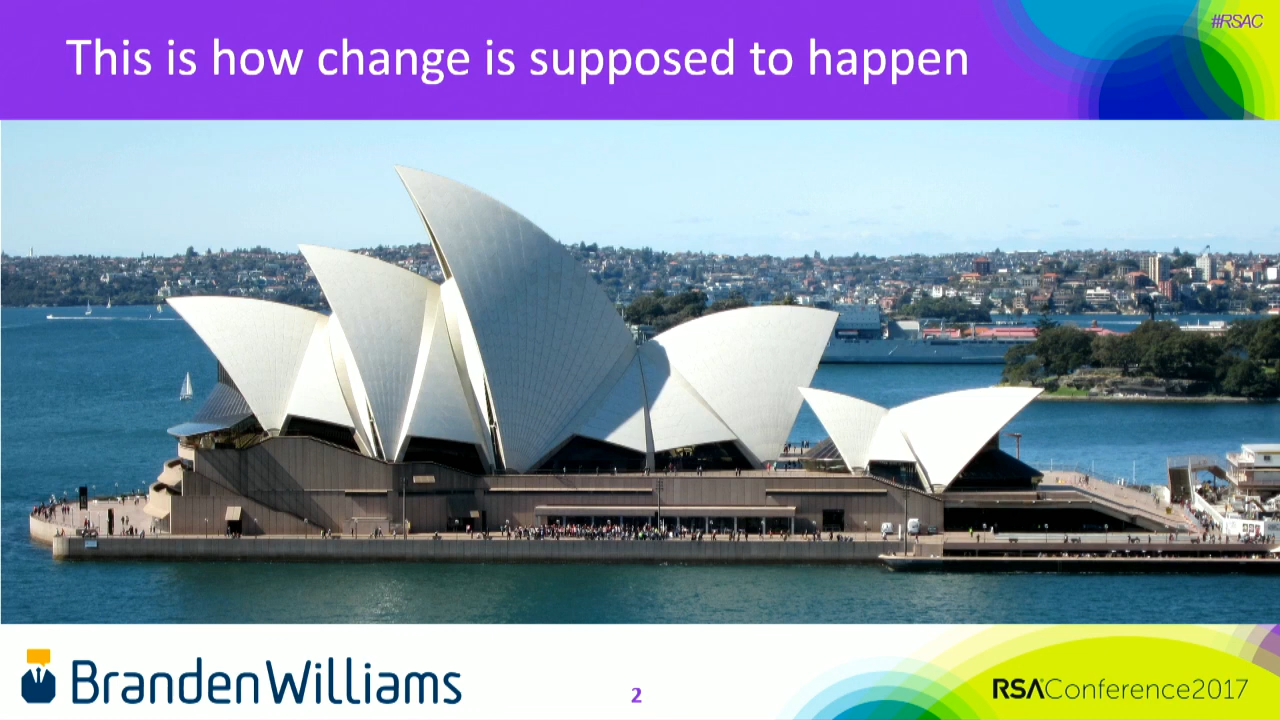 This is how change is supposed to happen
#RSAC
BrandenWilliams
2
RSAConference2017